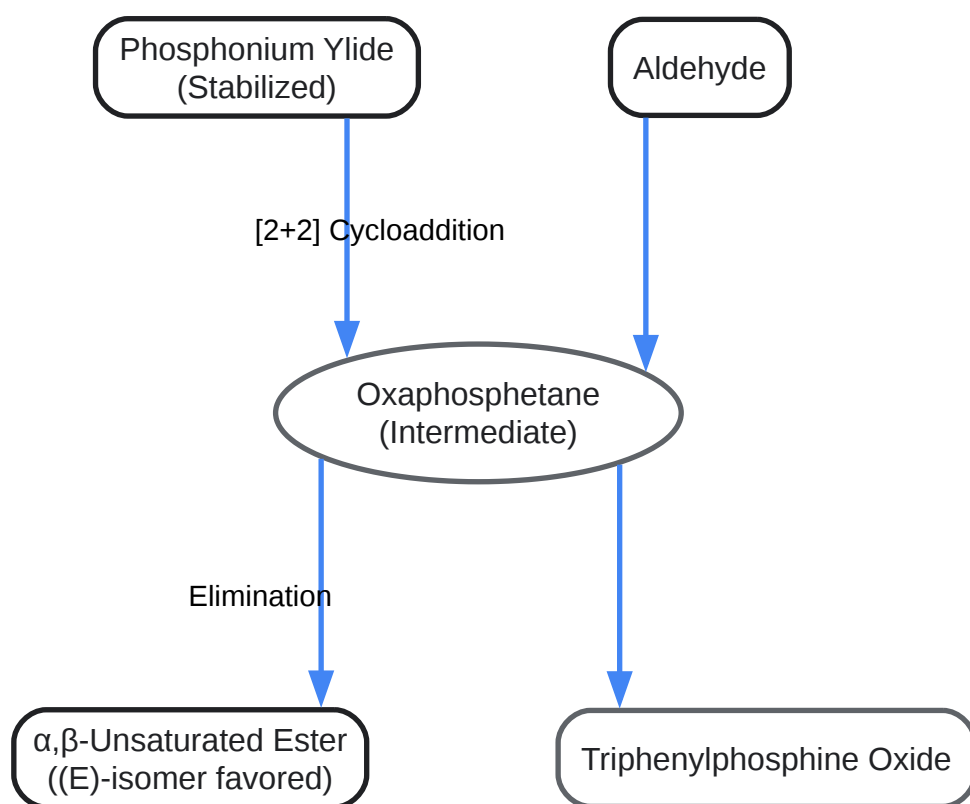 Phosphonium Ylide
(Stabilized)
Aldehyde
[2+2] Cycloaddition
Oxaphosphetane
(Intermediate)
Elimination
α,β-Unsaturated Ester
((E)-isomer favored)
Triphenylphosphine Oxide